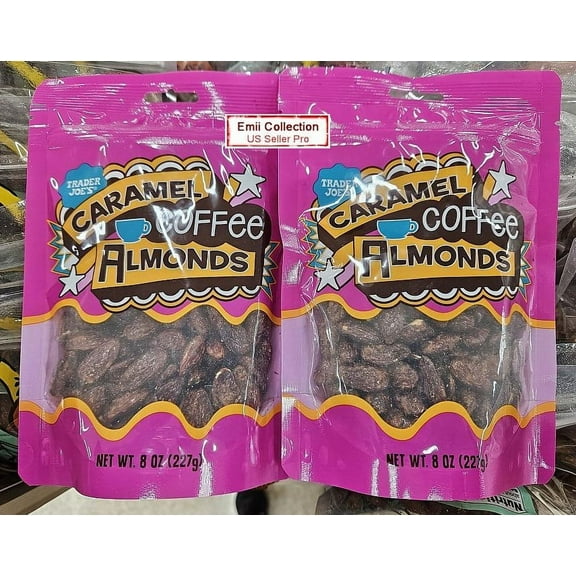 Emii Collection
US Seller Pro
TRADER
JOE'S
CARAMEL
COFFEE
ALMONDS
NET WT. 8 OZ (227g)
TRADER
JOE'S
CARAMEL
COFFEE
ALMONDS
NET WT. 8 OZ (227g)